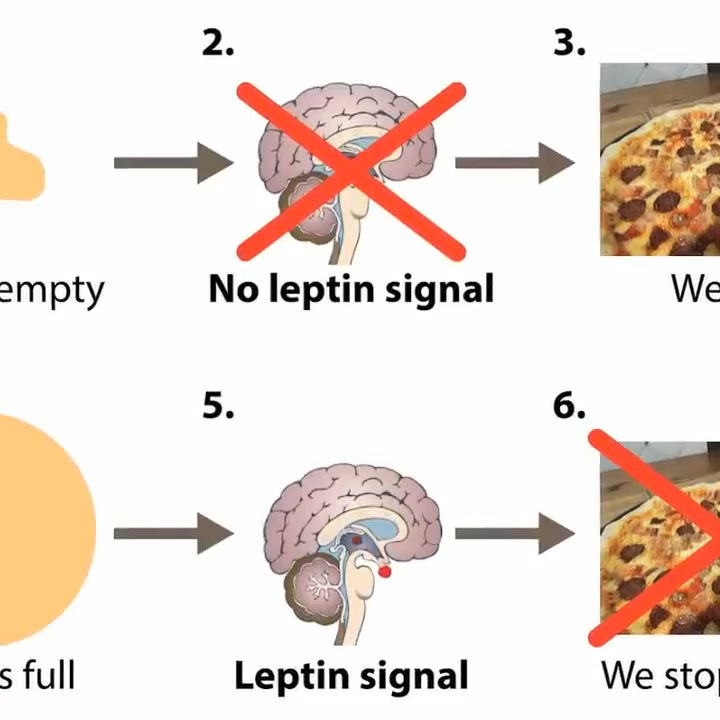 2.
3.
empty
No leptin signal
We
5.
6.
s full
Leptin signal
We stop